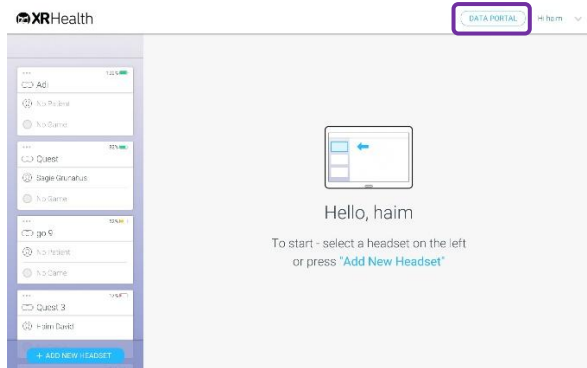 XRHealth
DATA PORTAL
Hi haim
Adi
No Patient
No Game
Quest
No Game
go 9
No Patient
No Game
Quest 3
Haim David
+ ADD NEW HEADSET
Hello, haim
To start - select a headset on the left
or press "Add New Headset"